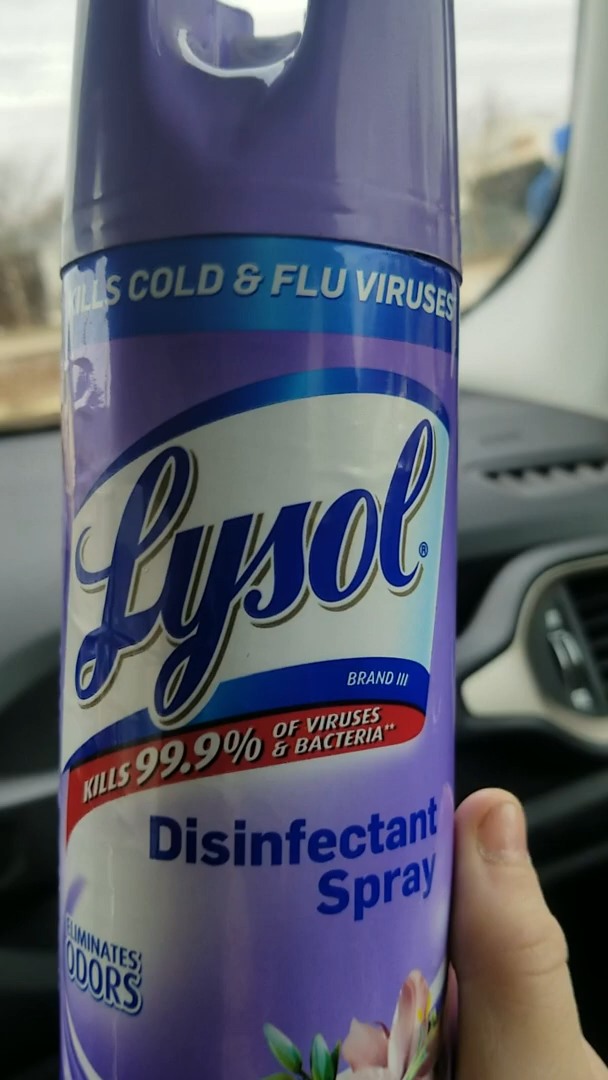 KILLS COLD & FLU VIRUSES
Lysol®
BRAND III
KILLS 99.9% OF VIRUSES
& BACTERIA**
Disinfectant
Spray
ELIMINATES
ODORS